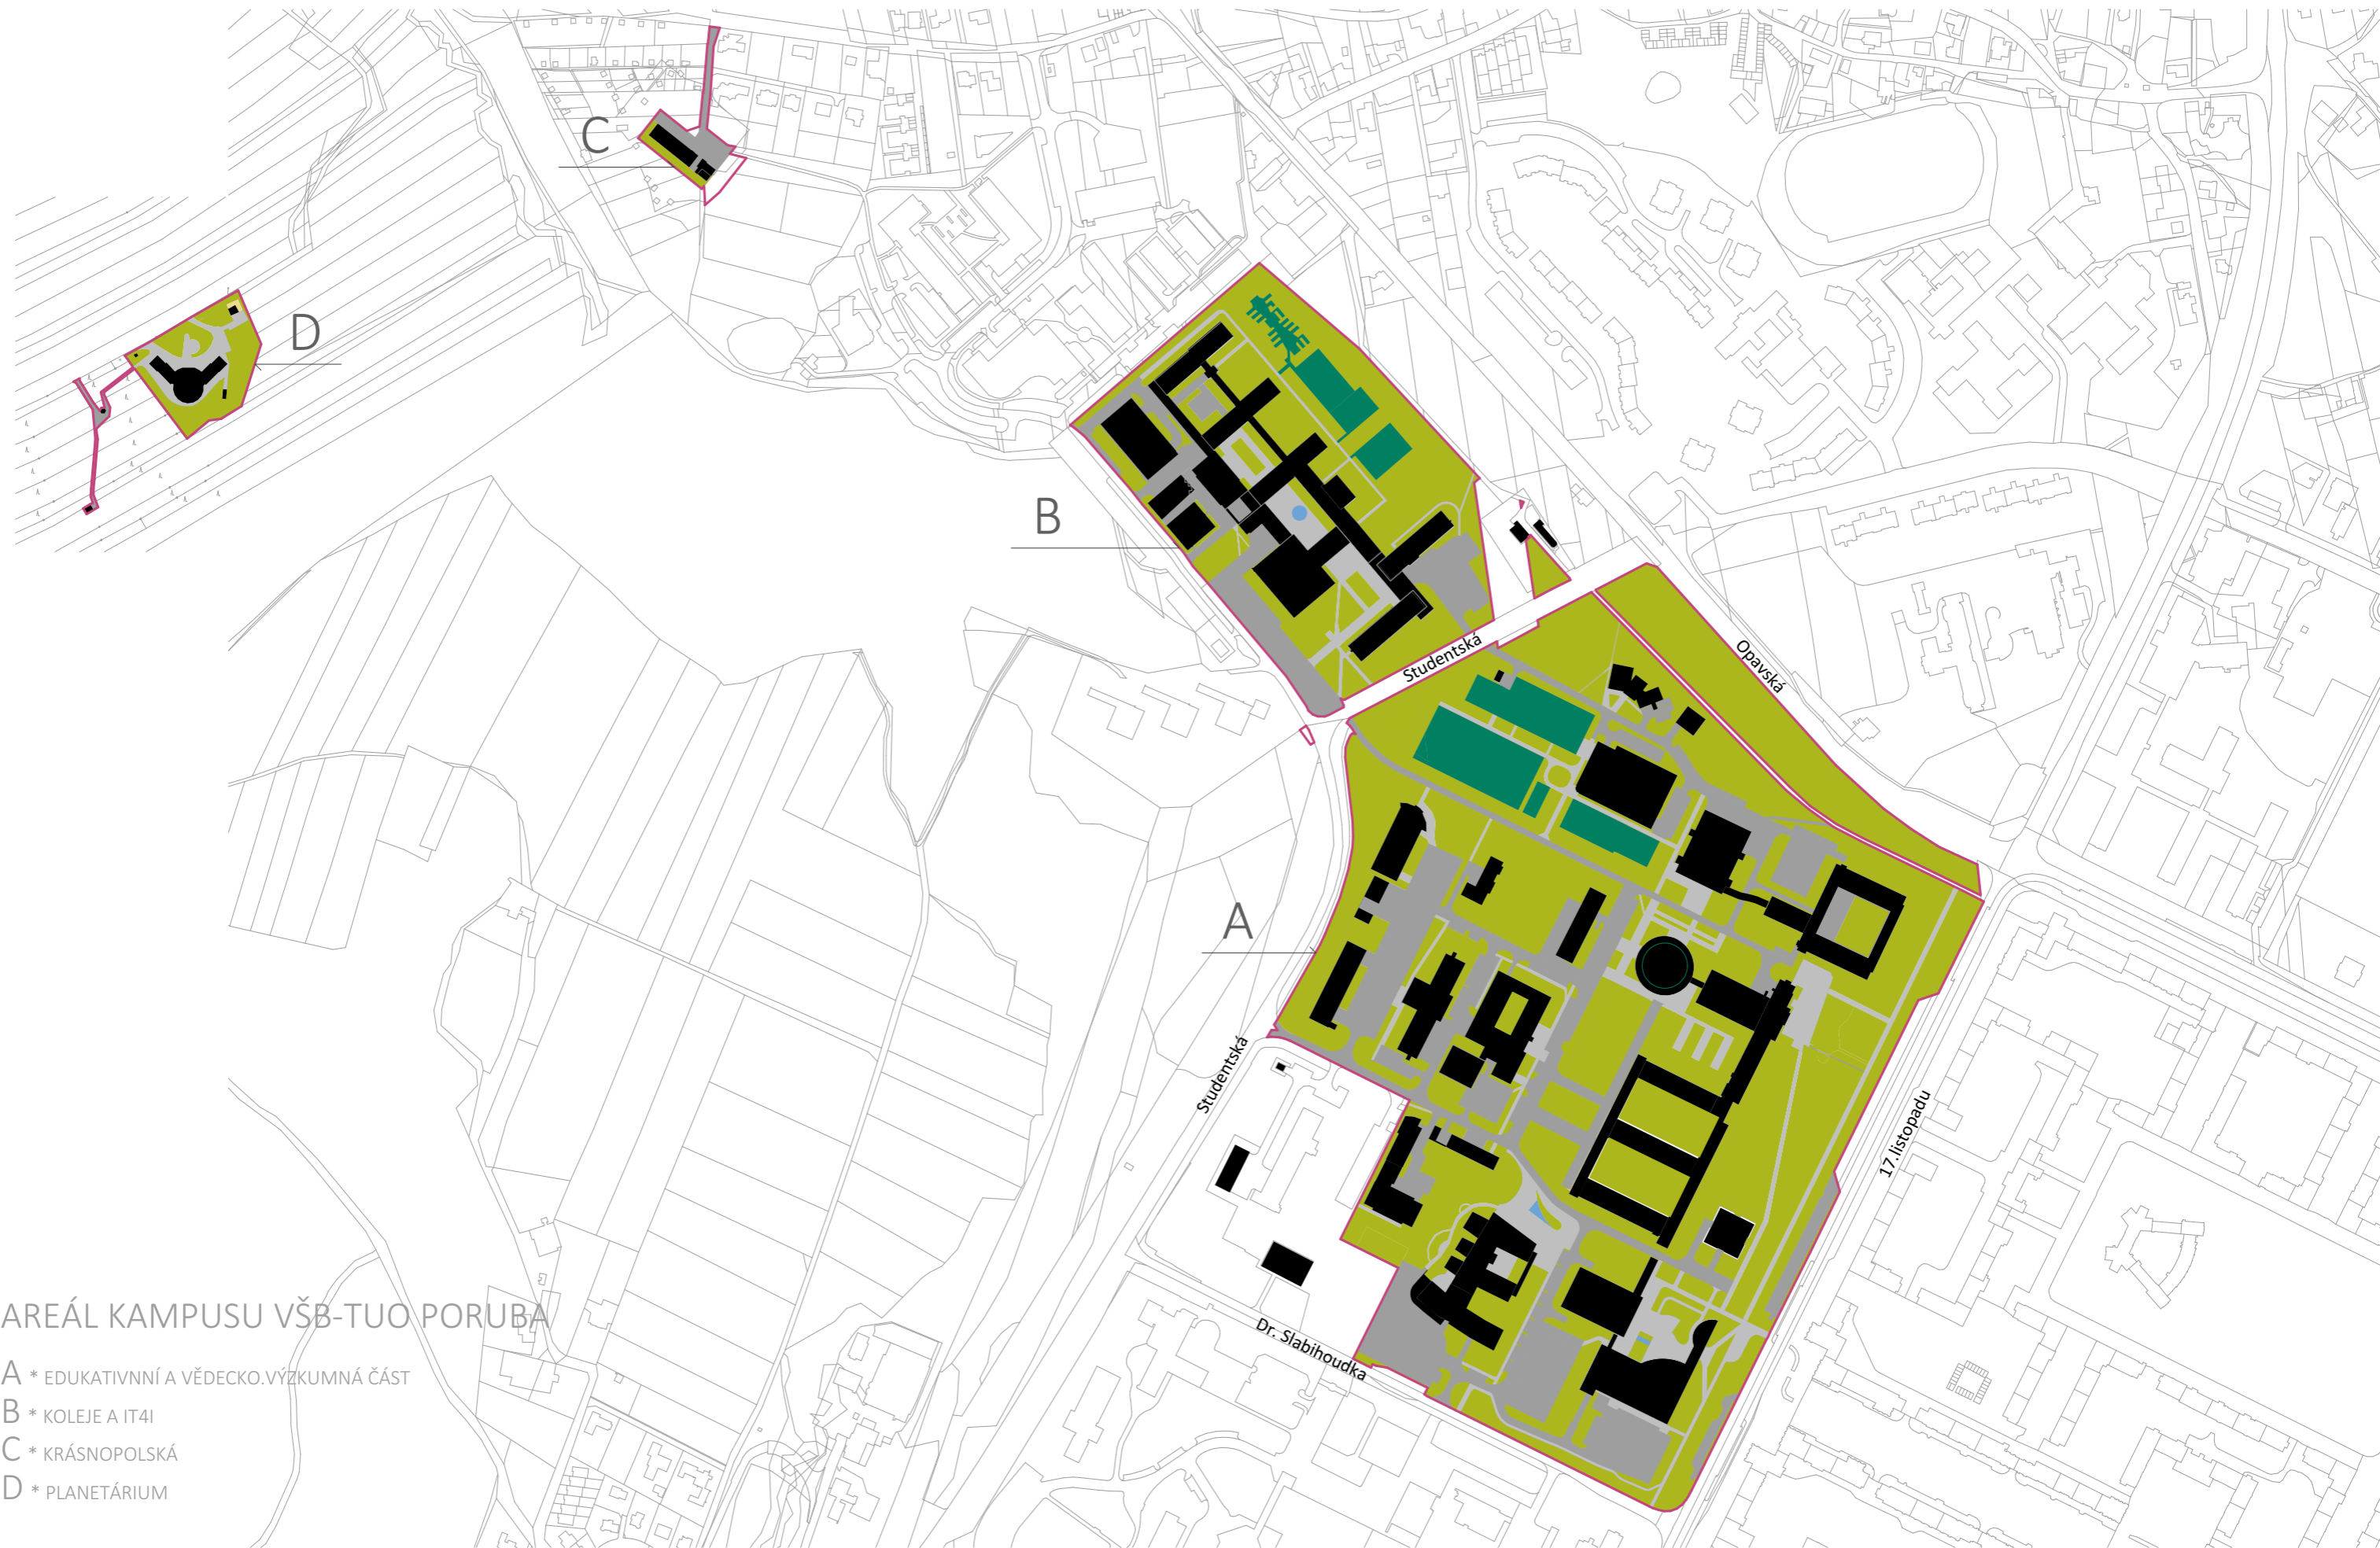 C
D
B
Studentská
Opavská
A
Studentská
17.listopadu
Dr. Slabihoudka
AREÁL KAMPUSU VŠB-TUO PORUBA
A * EDUKATIVNNÍ A VĚDECKO.VÝZKUMNÁ ČÁST
B * KOLEJE A IT4I
C * KRÁSNOPOLSKÁ
D * PLANETÁRIUM